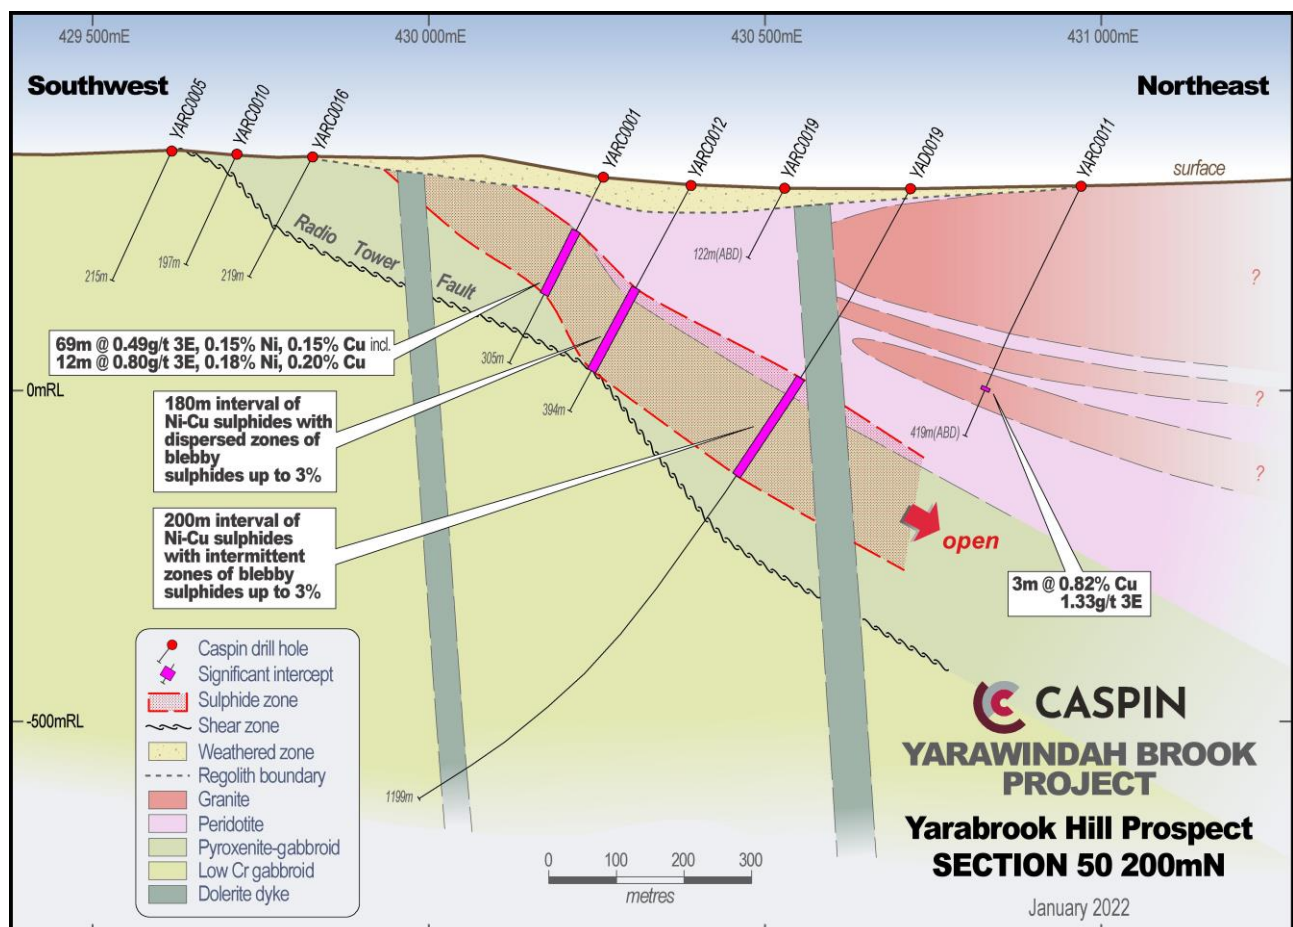 429 500mE
430 000mE
430 500mE
431 000mE
Southwest
Northeast
YARC0005
YARC0010
YARC0016
YARC0001
YARC0012
YARC0019
YAD0019
YARC0011
surface
Radio Tower Fault
215m
197m
219m
122m(ABD)
305m
394m
419m(ABD)
1199m
?
?
?
69m @ 0.49g/t 3E, 0.15% Ni, 0.15% Cu incl.
12m @ 0.80g/t 3E, 0.18% Ni, 0.20% Cu
0mRL
180m interval of
Ni-Cu sulphides with
dispersed zones of
blebby
sulphides up to 3%
200m interval of
Ni-Cu sulphides
with intermittent
zones of blebby
sulphides up to 3%
open
3m @ 0.82% Cu
1.33g/t 3E
-500mRL
Caspin drill hole
Significant intercept
Sulphide zone
Shear zone
Weathered zone
Regolith boundary
Granite
Peridotite
Pyroxenite-gabbroid
Low Cr gabbroid
Dolerite dyke
0 100 200 300
metres
CASPIN
YARAWINDAH BROOK
PROJECT
Yarabrook Hill Prospect
SECTION 50 200mN
January 2022